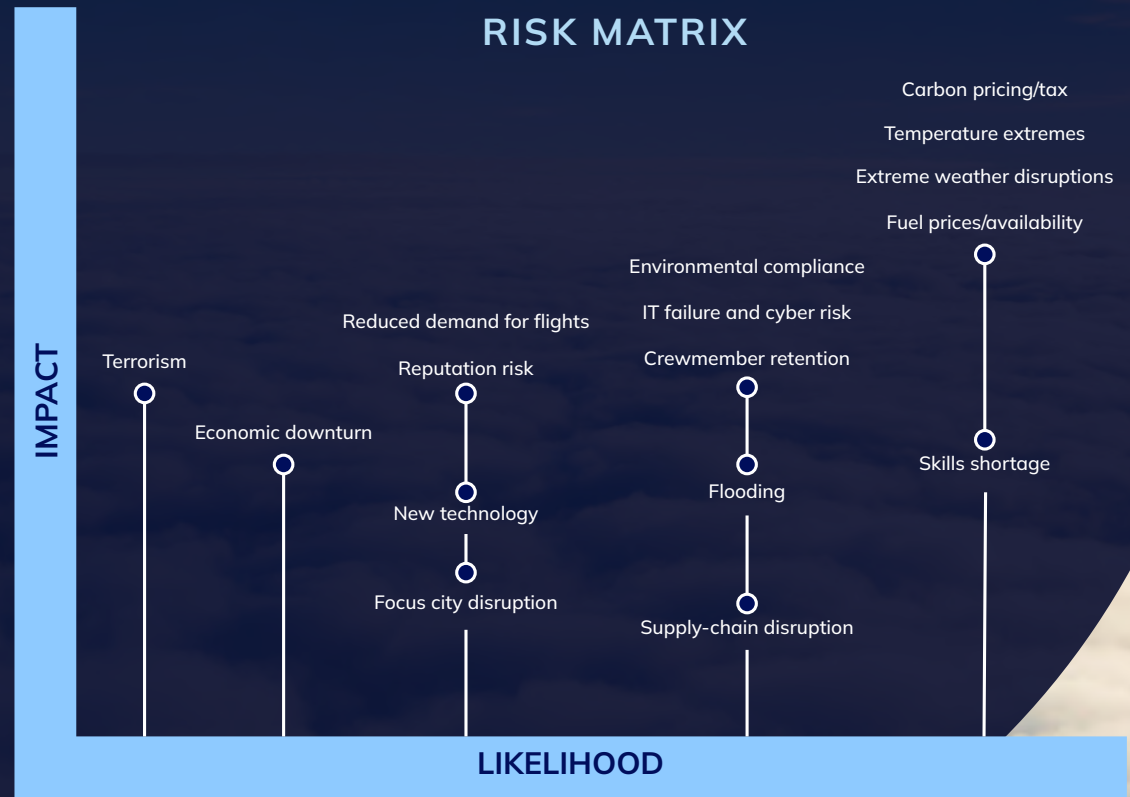 RISK MATRIX
Carbon pricing/tax
Temperature extremes
Extreme weather disruptions
Fuel prices/availability
Environmental compliance
IT failure and cyber risk
Crewmember retention
Reduced demand for flights
Reputation risk
Terrorism
Economic downturn
Skills shortage
Flooding
New technology
Focus city disruption
Supply-chain disruption
IMPACT
LIKELIHOOD